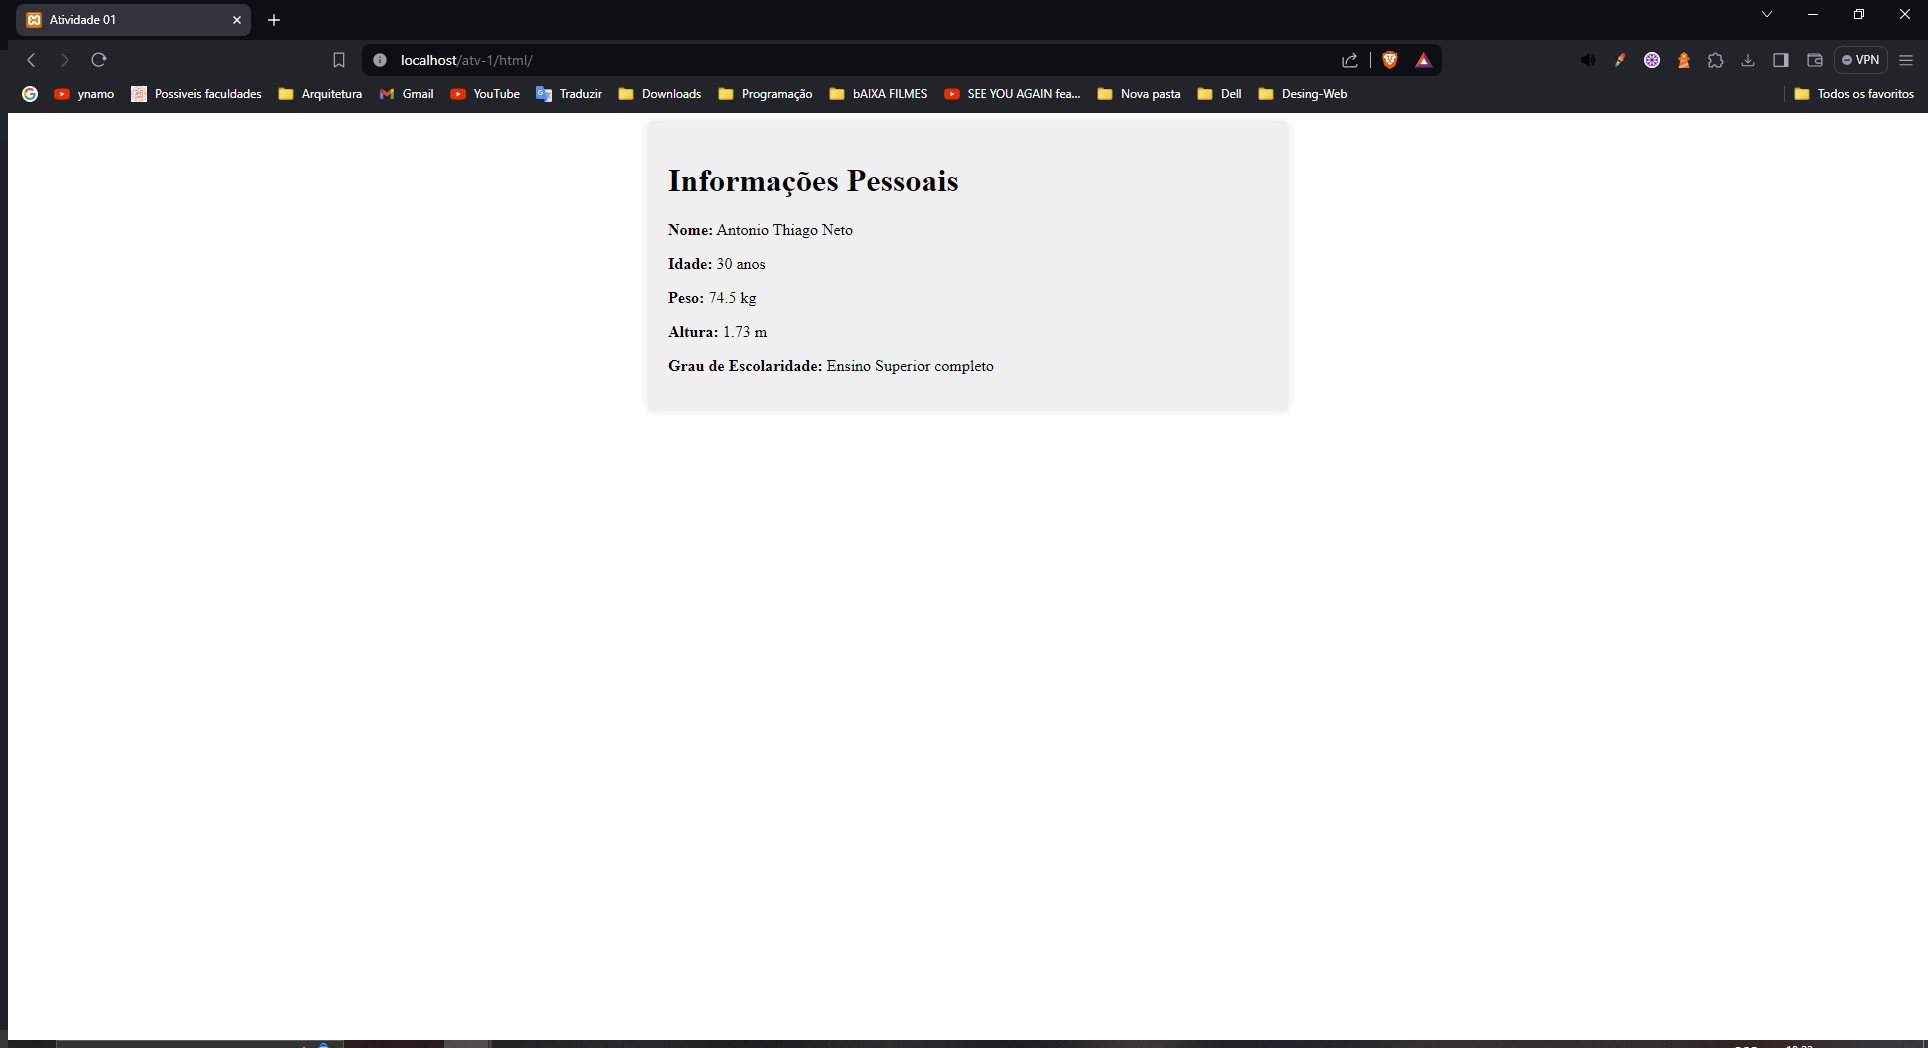 Atividade 01
localhost/atv-1/html/
VPN
ynamo Possiveis faculdades Arquitetura Gmail YouTube Traduzir Downloads Programação bAIXA FILMES SEE YOU AGAIN fea... Nova pasta Dell Desing-Web Todos os favoritos
Informações Pessoais
Nome: Antonio Thiago Neto
Idade: 30 anos
Peso: 74.5 kg
Altura: 1.73 m
Grau de Escolaridade: Ensino Superior completo